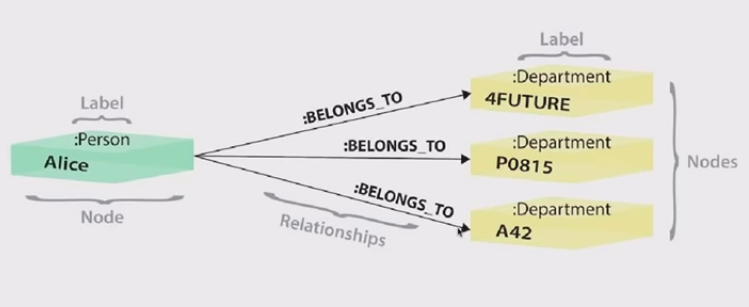 Label
:Person
Alice
Node
:BELONGS_TO
:BELONGS_TO
:BELONGS_TO
Relationships
Label
:Department
4FUTURE
:Department
P0815
:Department
A42
Nodes